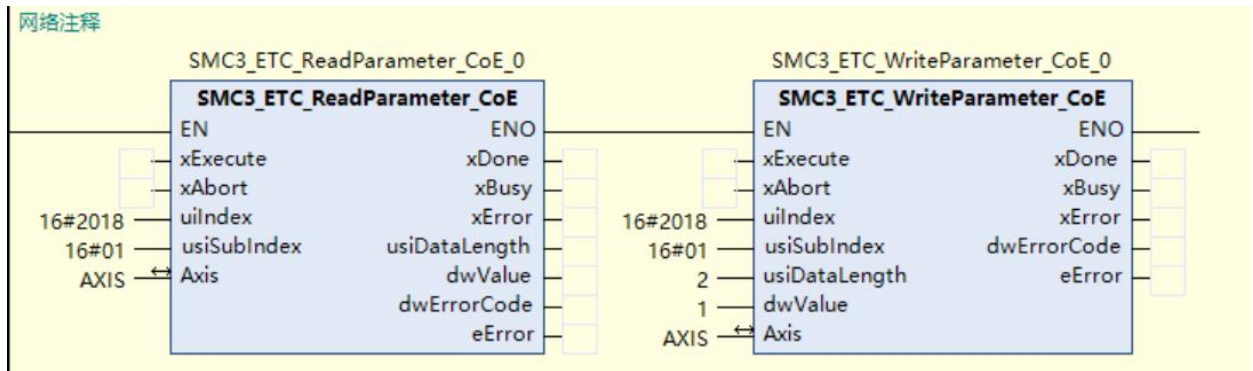 网络注释
SMC3_ETC_ReadParameter_CoE_0
SMC3_ETC_ReadParameter_CoE
EN ENO
xExecute xDone
xAbort xBusy
16#2018 uiIndex xError
16#01 usiSubIndex usiDataLength
AXIS Axis dwValue
dwErrorCode
eError
SMC3_ETC_WriteParameter_CoE_0
SMC3_ETC_WriteParameter_CoE
EN ENO
xExecute xDone
xAbort xBusy
16#2018 uiIndex xError
16#01 usiSubIndex dwErrorCode
2 usiDataLength eError
1 dwValue
AXIS Axis